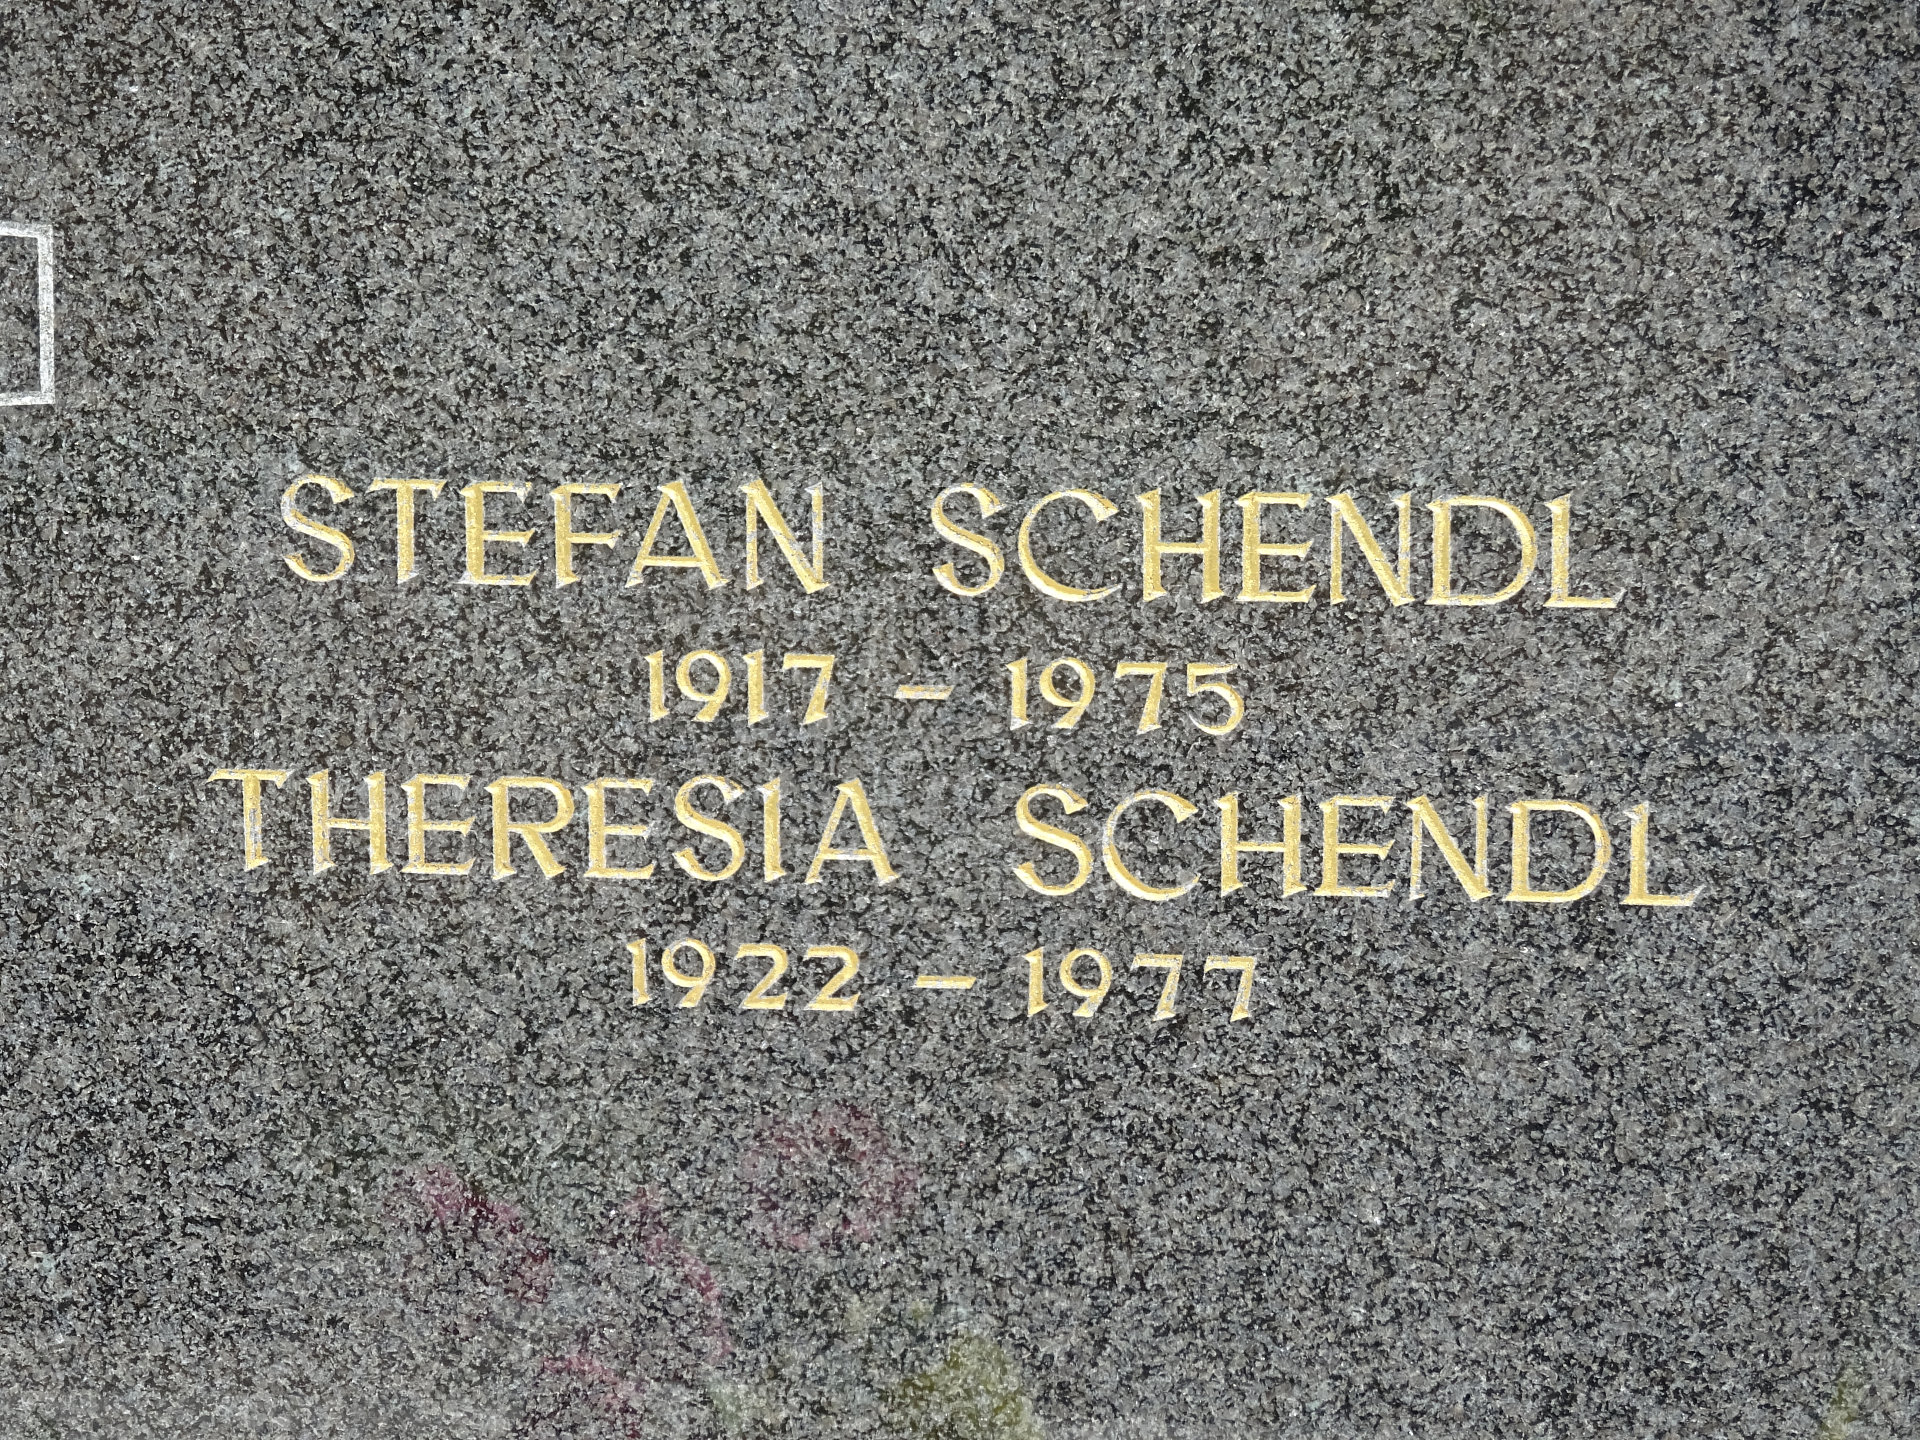 STEFAN SCHENDL
1917 – 1975
THERESIA SCHENDL
1922 – 1977